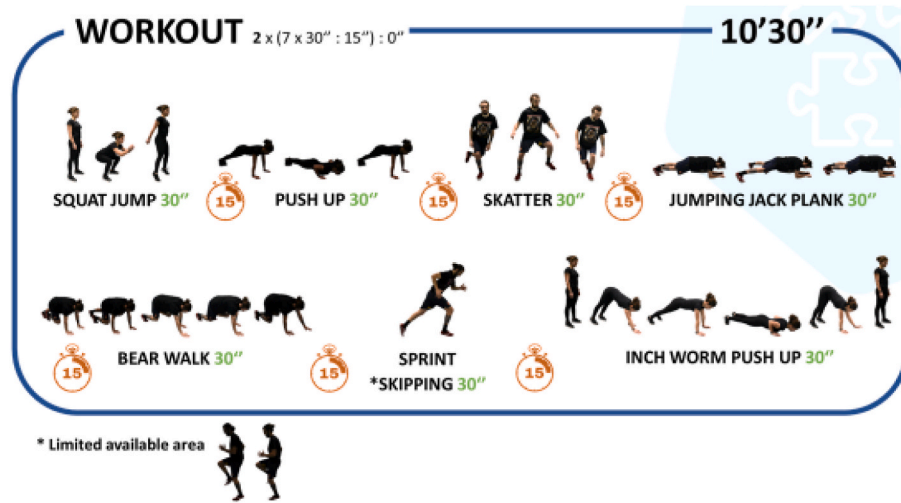 WORKOUT 2 x (7 x 30’’ : 15’’) : 0’’
10’30’’
SQUAT JUMP 30’’
15
PUSH UP 30’’
15
SKATTER 30’’
15
JUMPING JACK PLANK 30’’
15
BEAR WALK 30’’
15
SPRINT
*SKIPPING 30’’
15
INCH WORM PUSH UP 30’’
* Limited available area